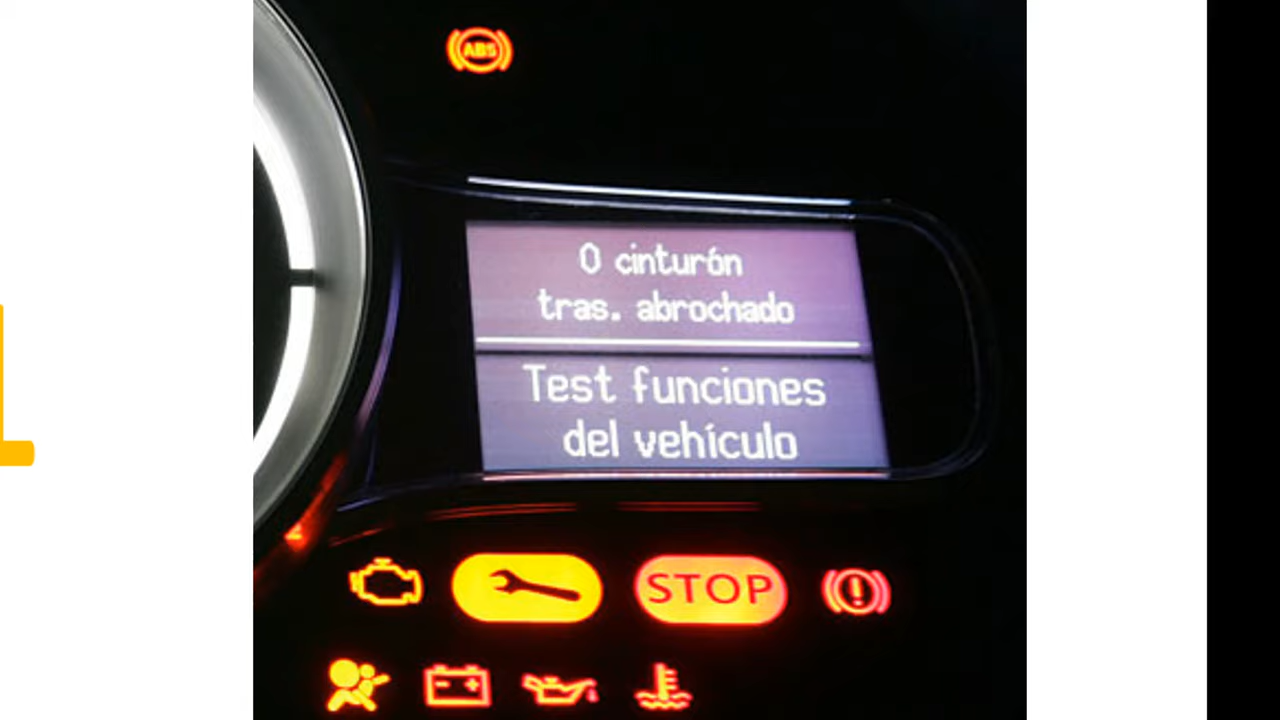 ABS
0 cinturón
tras. abrochado
Test funciones
del vehículo
STOP